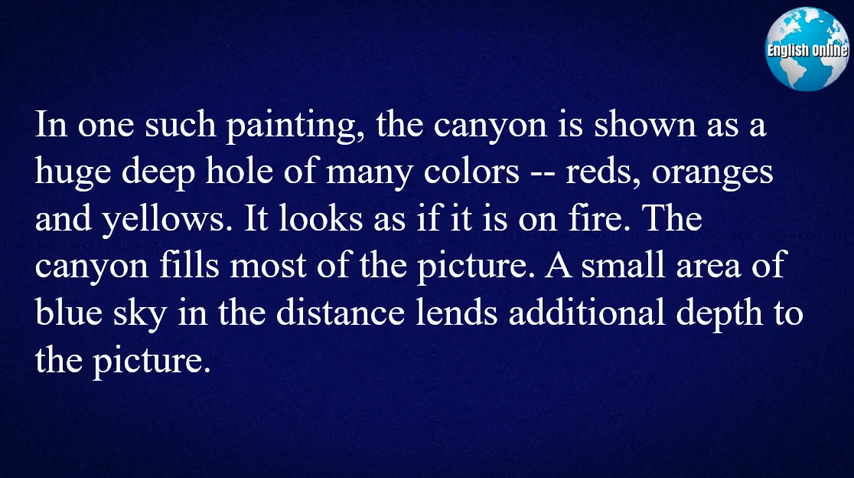 English Online
In one such painting, the canyon is shown as a
huge deep hole of many colors -- reds, oranges
and yellows. It looks as if it is on fire. The
canyon fills most of the picture. A small area of
blue sky in the distance lends additional depth to
the picture.